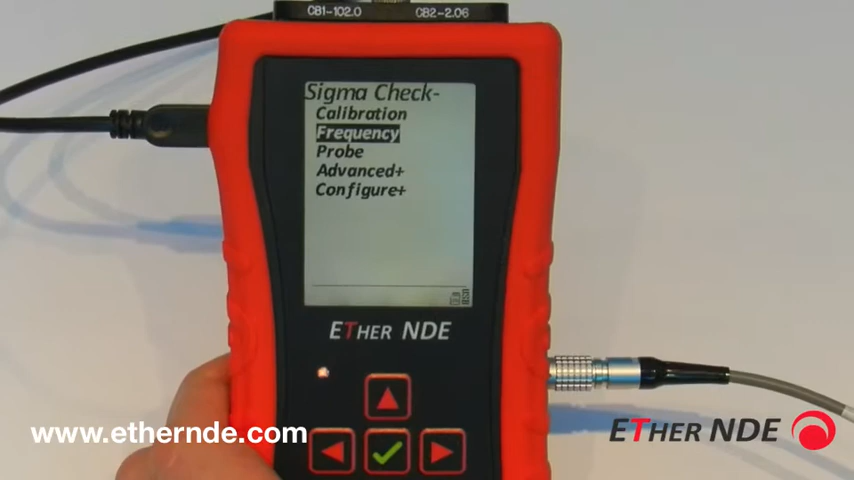 CB1-102.0 CB2-2.06
Sigma Check-
Calibration
Frequency
Probe
Advanced+
Configure+
ETHER NDE
www.ethernde.com
ETHER NDE